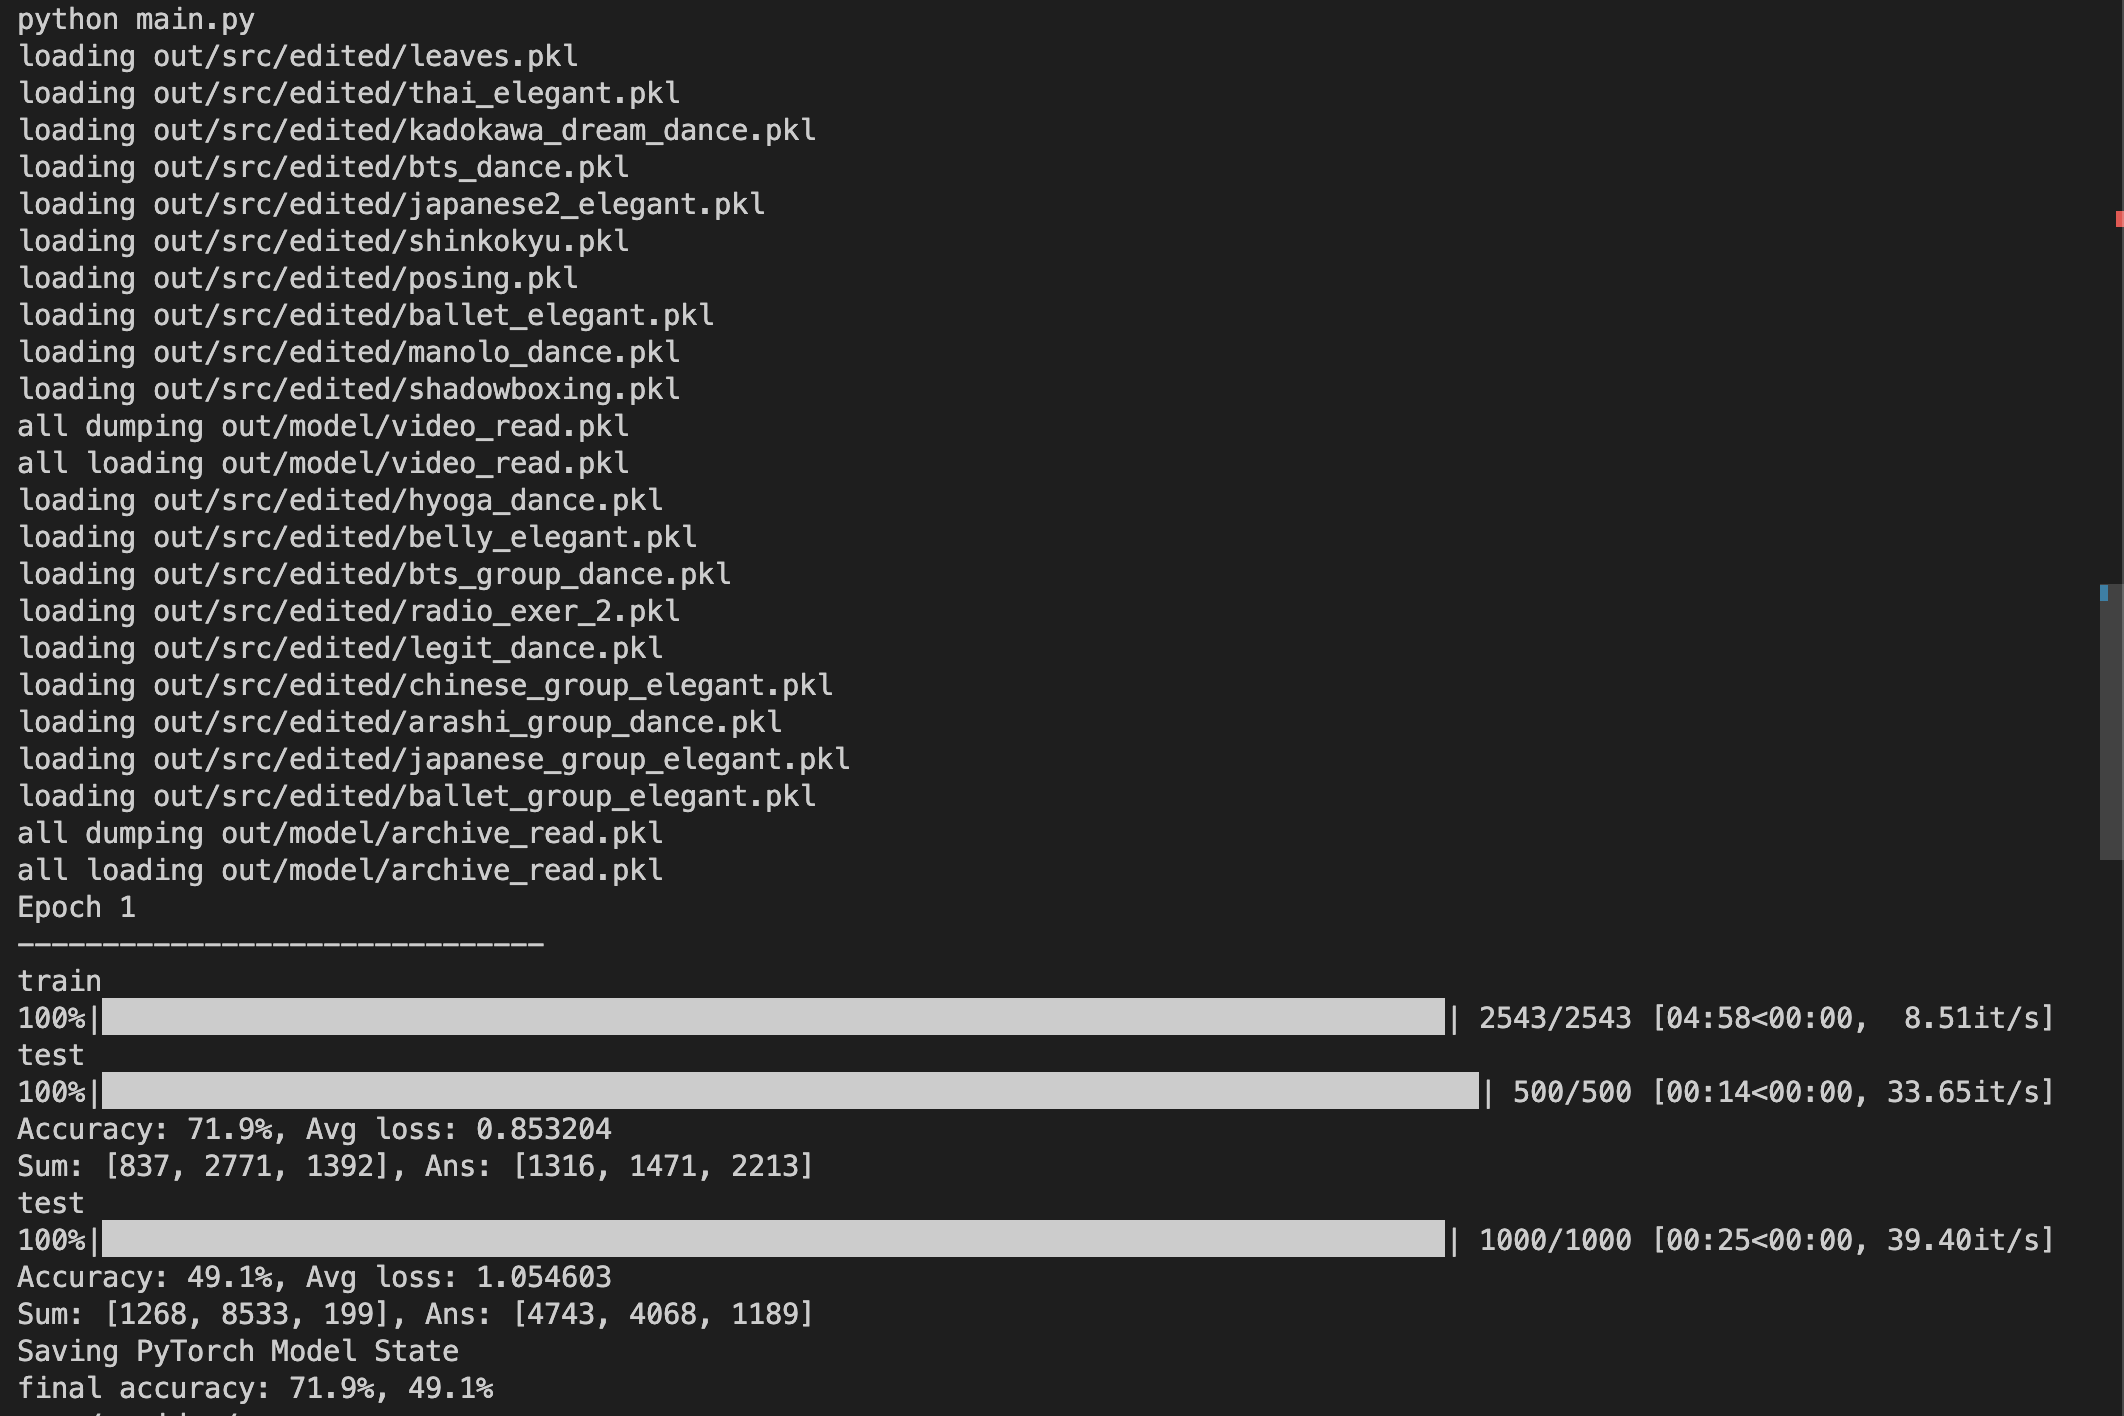 python main.py
loading out/src/edited/leaves.pkl
loading out/src/edited/thai_elegant.pkl
loading out/src/edited/kadokawa_dream_dance.pkl
loading out/src/edited/bts_dance.pkl
loading out/src/edited/japanese2_elegant.pkl
loading out/src/edited/shinkokyu.pkl
loading out/src/edited/posing.pkl
loading out/src/edited/ballet_elegant.pkl
loading out/src/edited/manolo_dance.pkl
loading out/src/edited/shadowboxing.pkl
all dumping out/model/video_read.pkl
all loading out/model/video_read.pkl
loading out/src/edited/hyoga_dance.pkl
loading out/src/edited/belly_elegant.pkl
loading out/src/edited/bts_group_dance.pkl
loading out/src/edited/radio_exer_2.pkl
loading out/src/edited/legit_dance.pkl
loading out/src/edited/chinese_group_elegant.pkl
loading out/src/edited/arashi_group_dance.pkl
loading out/src/edited/japanese_group_elegant.pkl
loading out/src/edited/ballet_group_elegant.pkl
all dumping out/model/archive_read.pkl
all loading out/model/archive_read.pkl
Epoch 1
-------------------------------
train
100%|| 2543/2543 [04:58<00:00,  8.51it/s]
test
100%|| 500/500 [00:14<00:00, 33.65it/s]
Accuracy: 71.9%, Avg loss: 0.853204
Sum: [837, 2771, 1392], Ans: [1316, 1471, 2213]
test
100%|| 1000/1000 [00:25<00:00, 39.40it/s]
Accuracy: 49.1%, Avg loss: 1.054603
Sum: [1268, 8533, 199], Ans: [4743, 4068, 1189]
Saving PyTorch Model State
final accuracy: 71.9%, 49.1%